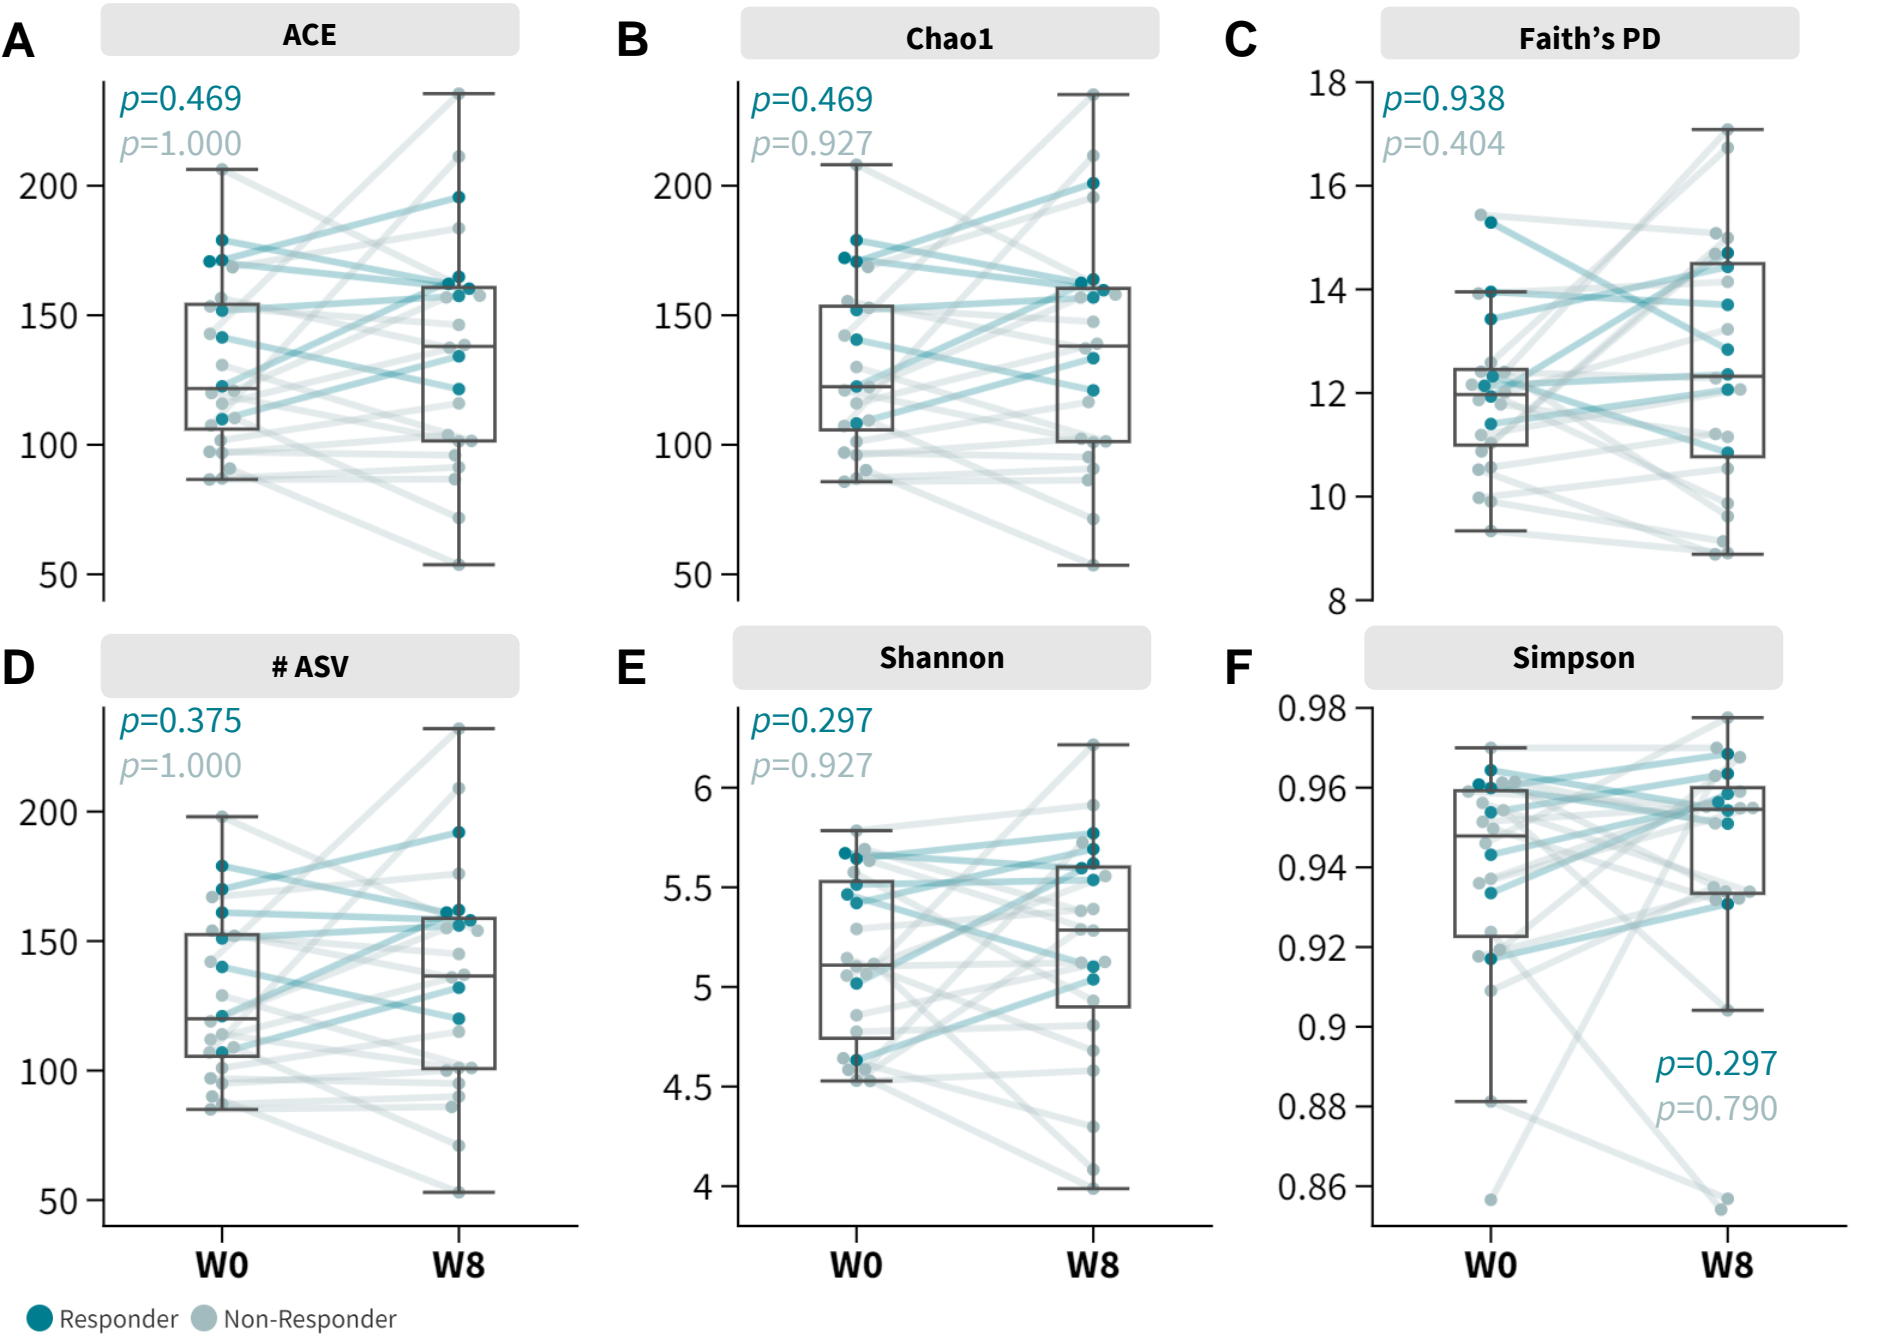 A
ACE
p=0.469
p=1.000
200
150
100
50
B
Chao1
p=0.469
p=0.927
200
150
100
50
C
Faith’s PD
p=0.938
p=0.404
18
16
14
12
10
8
D
# ASV
p=0.375
p=1.000
200
150
100
50
W0
W8
E
Shannon
p=0.297
p=0.927
6
5.5
5
4.5
4
W0
W8
F
Simpson
0.98
0.96
0.94
0.92
0.9
0.88
0.86
p=0.297
p=0.790
W0
W8
Responder
Non-Responder